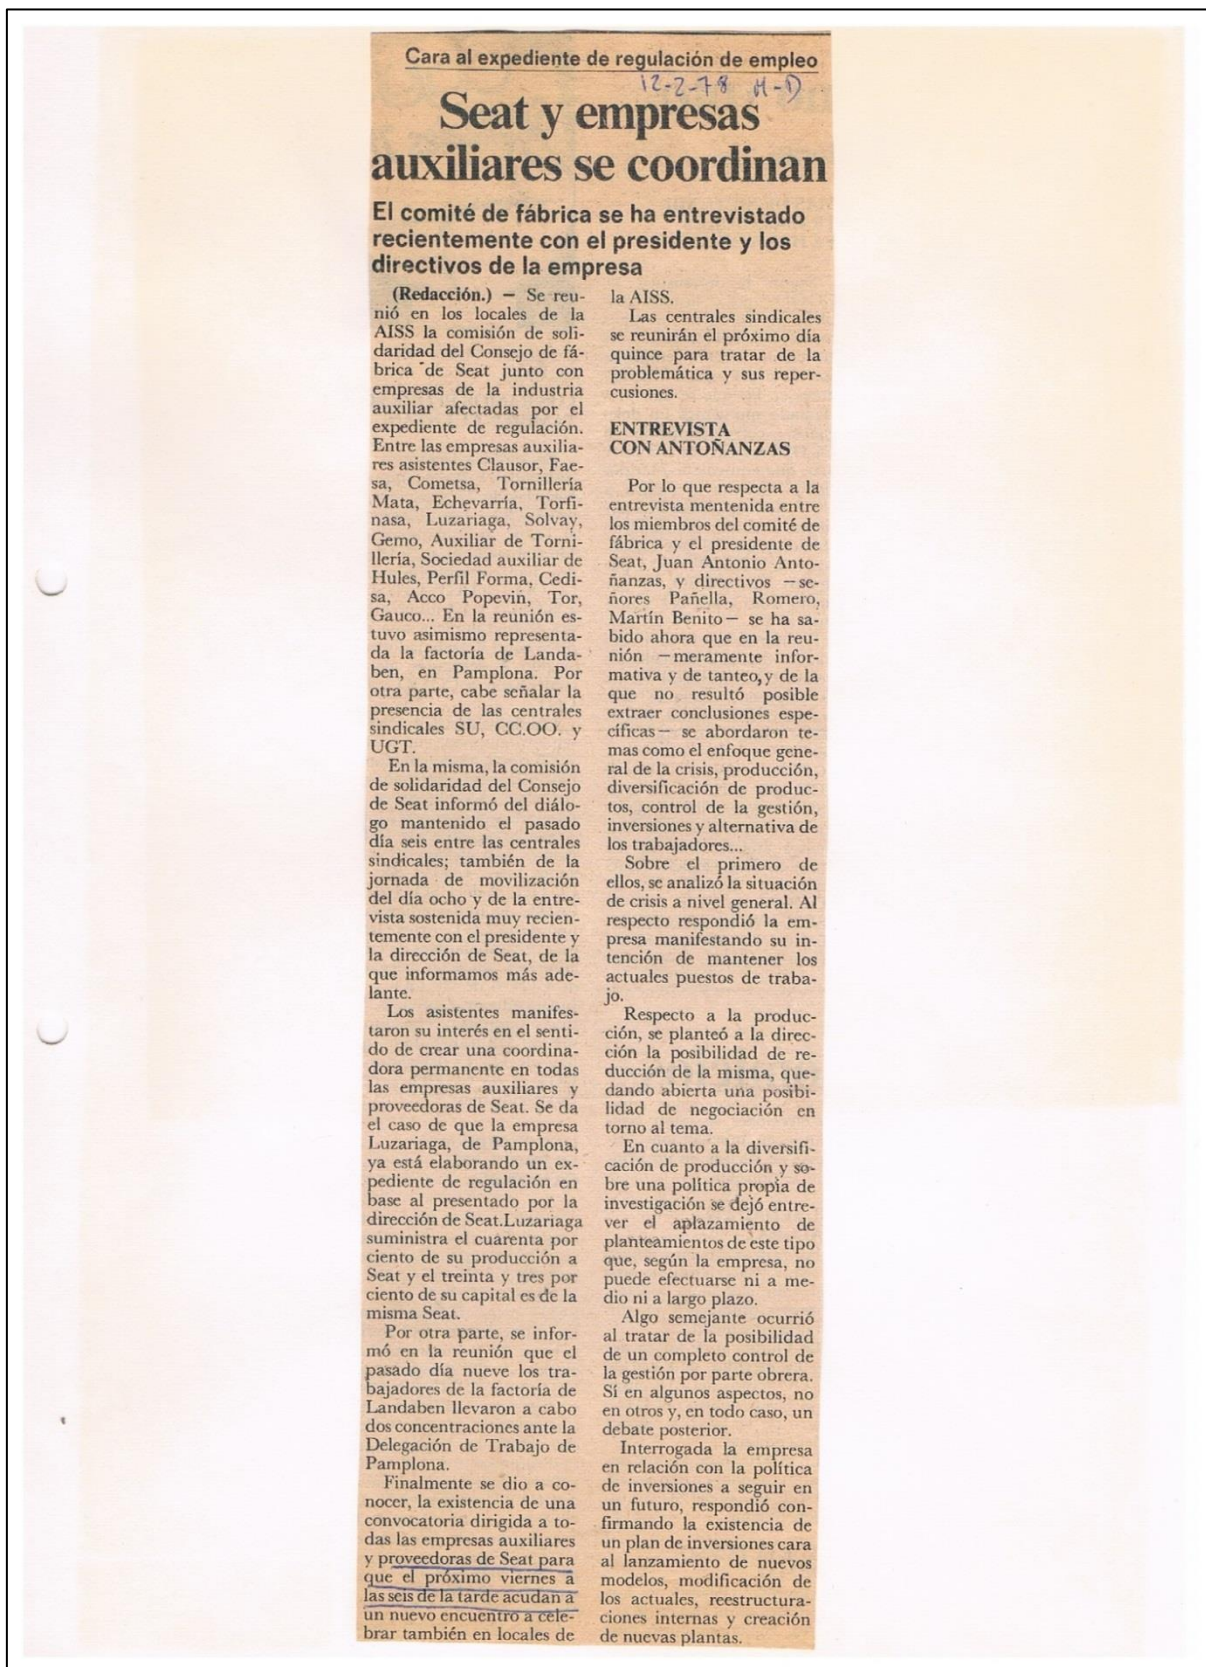 Cara al expediente de regulación de empleo
12-2-78 H-D
Seat y empresas
auxiliares se coordinan
El comité de fábrica se ha entrevistado
recientemente con el presidente y los
directivos de la empresa
(Redacción.) — Se reu-
nió en los locales de la
AISS la comisión de soli-
daridad del Consejo de fá-
brica de Seat junto con
empresas de la industria
auxiliar afectadas por el
expediente de regulación.
Entre las empresas auxilia-
res asistentes Clausor, Fae-
sa, Cometsa, Tornillería
Mata, Echevarría, Torfi-
nasa, Luzariaga, Solvay,
Gemo, Auxiliar de Torni-
llería, Sociedad auxiliar de
Hules, Perfil Forma, Cedi-
sa, Acco Popevin, Tor,
Gauco... En la reunión es-
tuvo asimismo representa-
da la factoría de Landa-
ben, en Pamplona. Por
otra parte, cabe señalar la
presencia de las centrales
sindicales SU, CC.OO. y
UGT.
En la misma, la comisión
de solidaridad del Consejo
de Seat informó del diálo-
go mantenido el pasado
día seis entre las centrales
sindicales; también de la
jornada de movilización
del día ocho y de la entre-
vista sostenida muy recien-
temente con el presidente y
la dirección de Seat, de la
que informamos más ade-
lante.
Los asistentes manifes-
taron su interés en el senti-
do de crear una coordina-
dora permanente en todas
las empresas auxiliares y
proveedoras de Seat. Se da
el caso de que la empresa
Luzariaga, de Pamplona,
ya está elaborando un ex-
pediente de regulación en
base al presentado por la
dirección de Seat.Luzariaga
suministra el cuarenta por
ciento de su producción a
Seat y el treinta y tres por
ciento de su capital es de la
misma Seat.
Por otra parte, se infor-
mó en la reunión que el
pasado día nueve los tra-
bajadores de la factoría de
Landaben llevaron a cabo
dos concentraciones ante la
Delegación de Trabajo de
Pamplona.
Finalmente se dio a co-
nocer, la existencia de una
convocatoria dirigida a to-
das las empresas auxiliares
y proveedoras de Seat para
que el próximo viernes a
las seis de la tarde acudan a
un nuevo encuentro a cele-
brar también en locales de
la AISS.
Las centrales sindicales
se reunirán el próximo día
quince para tratar de la
problemática y sus reper-
cusiones.
ENTREVISTA
CON ANTOÑANZAS
Por lo que respecta a la
entrevista mentenida entre
los miembros del comité de
fábrica y el presidente de
Seat, Juan Antonio Anto-
ñanzas, y directivos —se-
ñores Pañella, Romero,
Martín Benito— se ha sa-
bido ahora que en la reu-
nión —meramente infor-
mativa y de tanteo, y de la
que no resultó posible
extraer conclusiones espe-
cíficas— se abordaron te-
mas como el enfoque gene-
ral de la crisis, producción,
diversificación de produc-
tos, control de la gestión,
inversiones y alternativa de
los trabajadores...
Sobre el primero de
ellos, se analizó la situación
de crisis a nivel general. Al
respecto respondió la em-
presa manifestando su in-
tención de mantener los
actuales puestos de traba-
jo.
Respecto a la produc-
ción, se planteó a la direc-
ción la posibilidad de re-
ducción de la misma, que-
dando abierta una posibi-
lidad de negociación en
torno al tema.
En cuanto a la diversifi-
cación de producción y so-
bre una política propia de
investigación se dejó entre-
ver el aplazamiento de
planteamientos de este tipo
que, según la empresa, no
puede efectuarse ni a me-
dio ni a largo plazo.
Algo semejante ocurrió
al tratar de la posibilidad
de un completo control de
la gestión por parte obrera.
Sí en algunos aspectos, no
en otros y, en todo caso, un
debate posterior.
Interrogada la empresa
en relación con la política
de inversiones a seguir en
un futuro, respondió con-
firmando la existencia de
un plan de inversiones cara
al lanzamiento de nuevos
modelos, modificación de
los actuales, reestructura-
ciones internas y creación
de nuevas plantas.